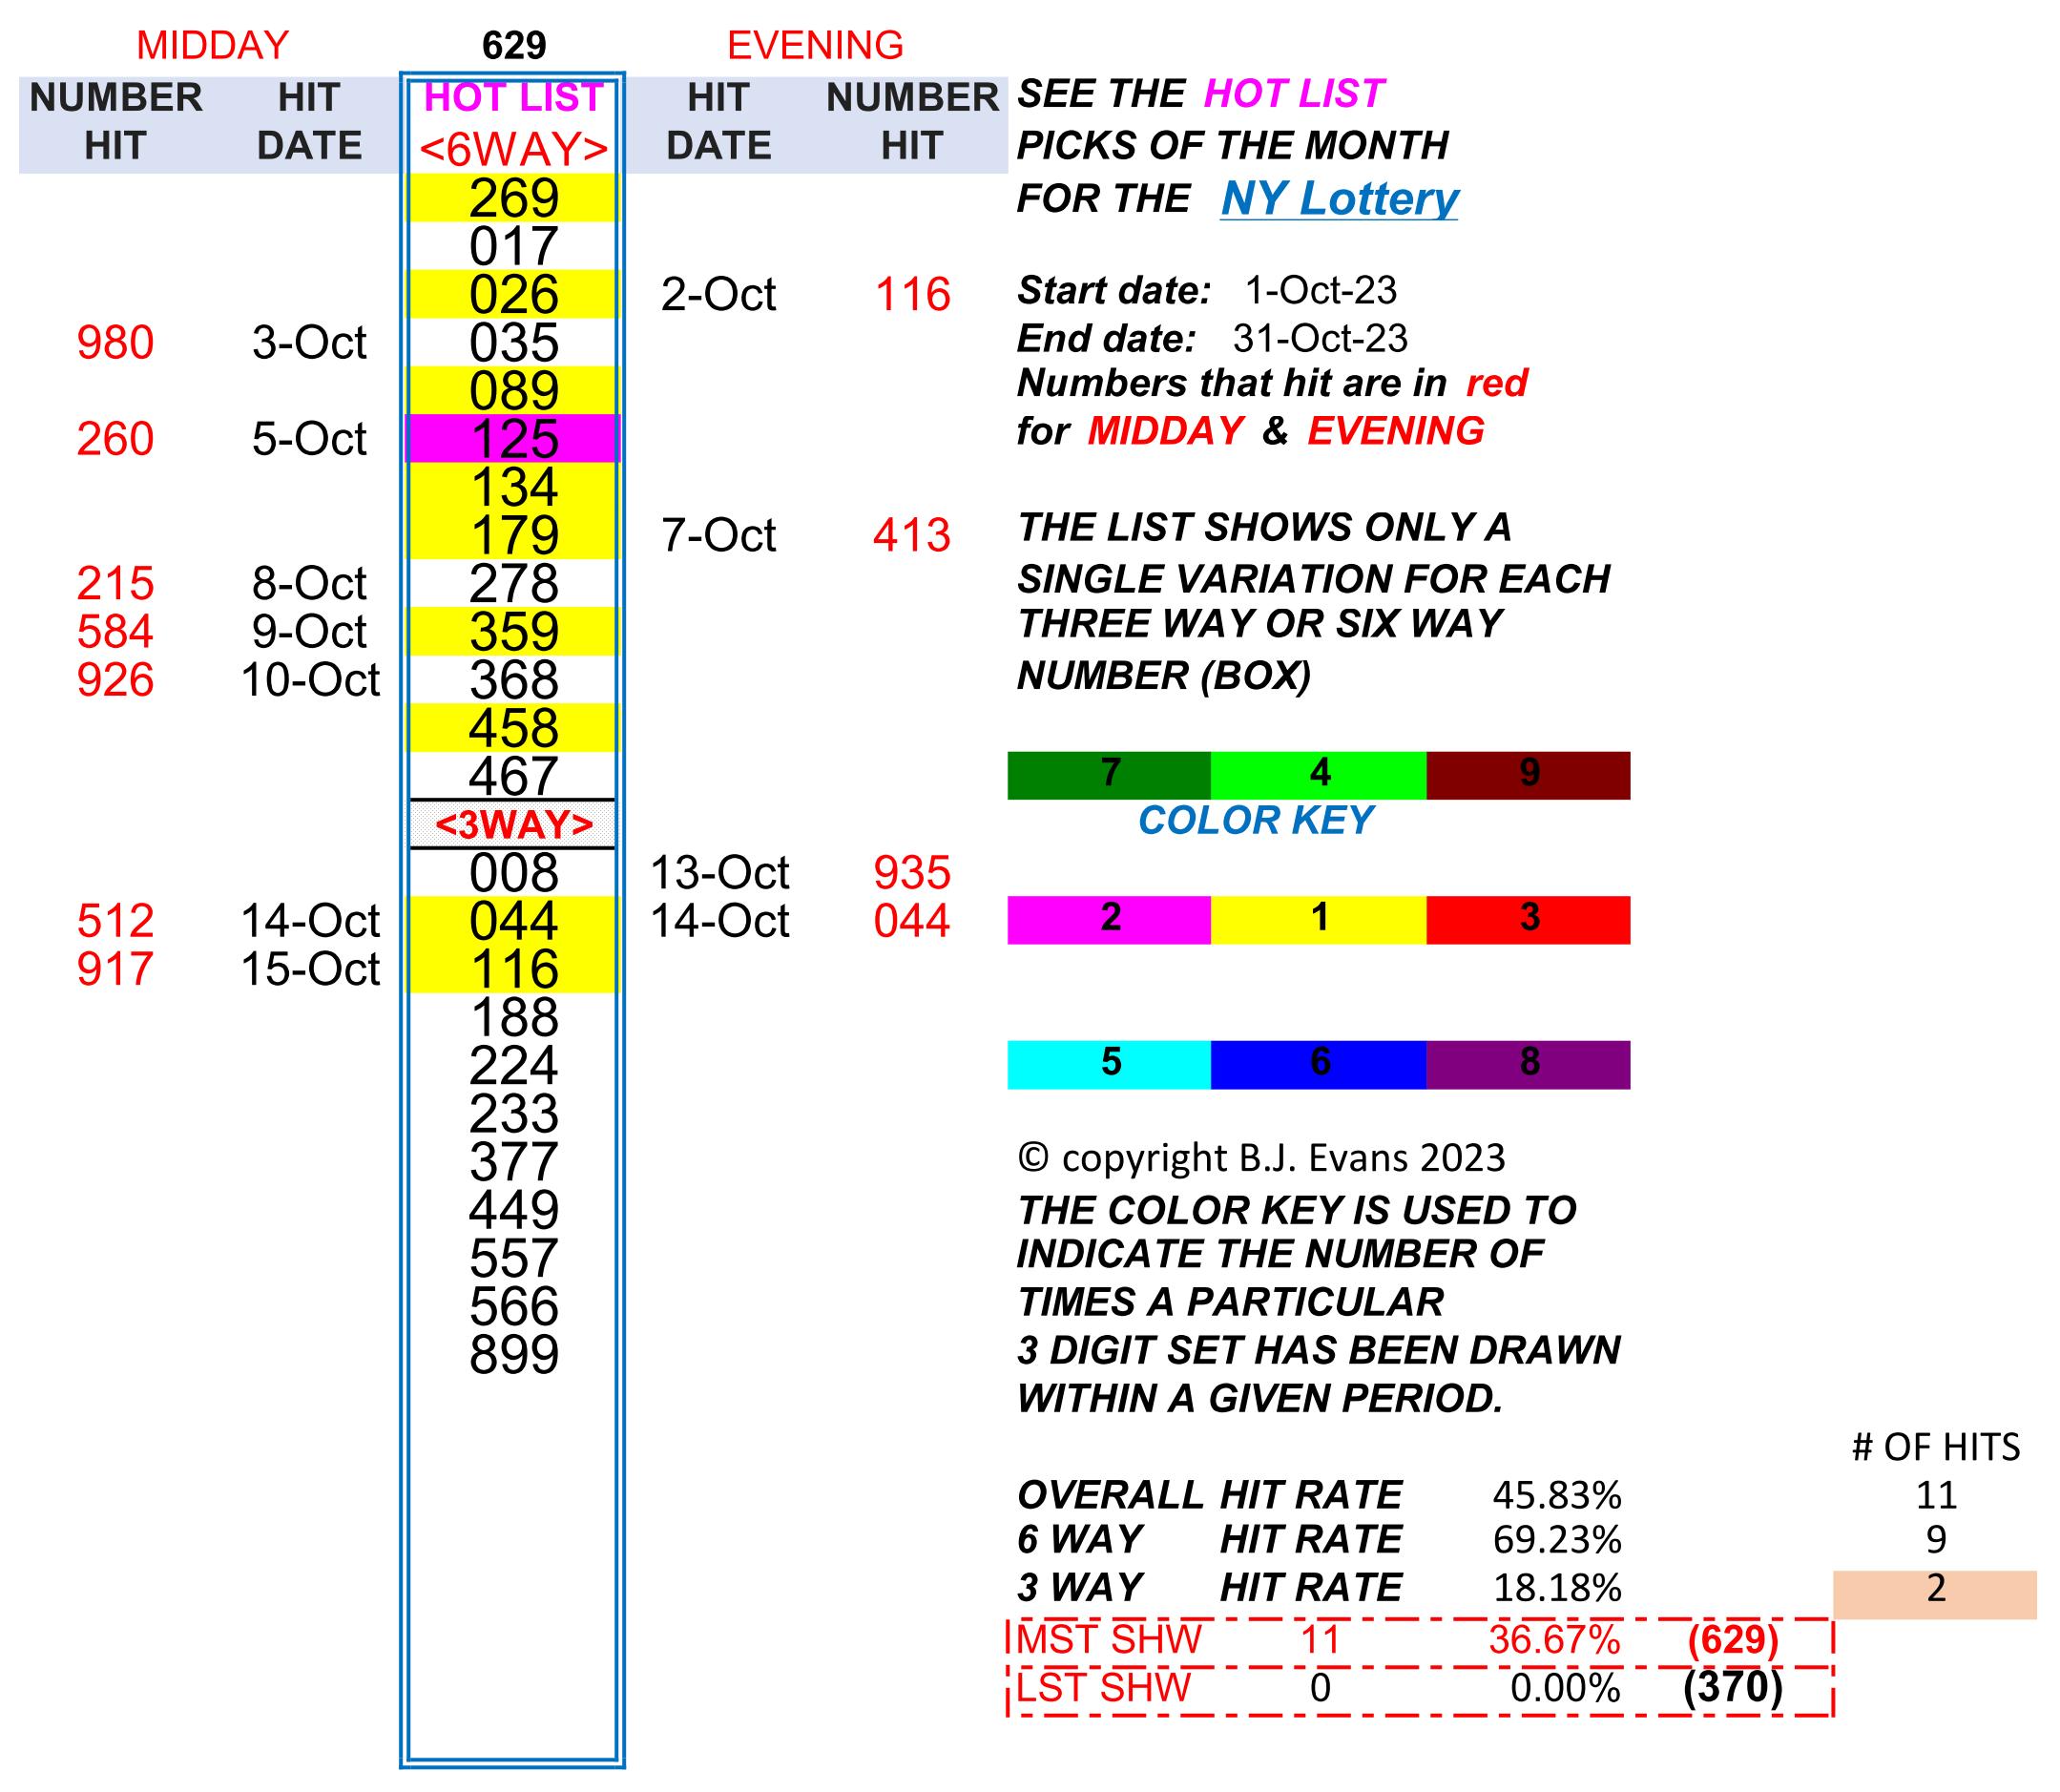 MIDDAY 629 EVENING
NUMBER HIT HOT LIST HIT NUMBER SEE THE HOT LIST
HIT DATE <6WAY> DATE HIT PICKS OF THE MONTH
269 FOR THE NY Lottery
017
026 2-Oct 116 Start date: 1-Oct-23
980 3-Oct 035 End date: 31-Oct-23
089 Numbers that hit are in red
260 5-Oct 125 for MIDDAY & EVENING
134
179 7-Oct 413 THE LIST SHOWS ONLY A
215 8-Oct 278 SINGLE VARIATION FOR EACH
584 9-Oct 359 THREE WAY OR SIX WAY
926 10-Oct 368 NUMBER (BOX)
458
467 7 4 9
<3WAY> COLOR KEY
008 13-Oct 935
512 14-Oct 044 14-Oct 044 2 1 3
917 15-Oct 116
188
224 5 6 8
233
377 © copyright B.J. Evans 2023
449 THE COLOR KEY IS USED TO
557 INDICATE THE NUMBER OF
566 TIMES A PARTICULAR
899 3 DIGIT SET HAS BEEN DRAWN
WITHIN A GIVEN PERIOD.
# OF HITS
OVERALL HIT RATE 45.83% 11
6 WAY HIT RATE 69.23% 9
3 WAY HIT RATE 18.18% 2
MST SHW 11 36.67% (629)
LST SHW 0 0.00% (370)